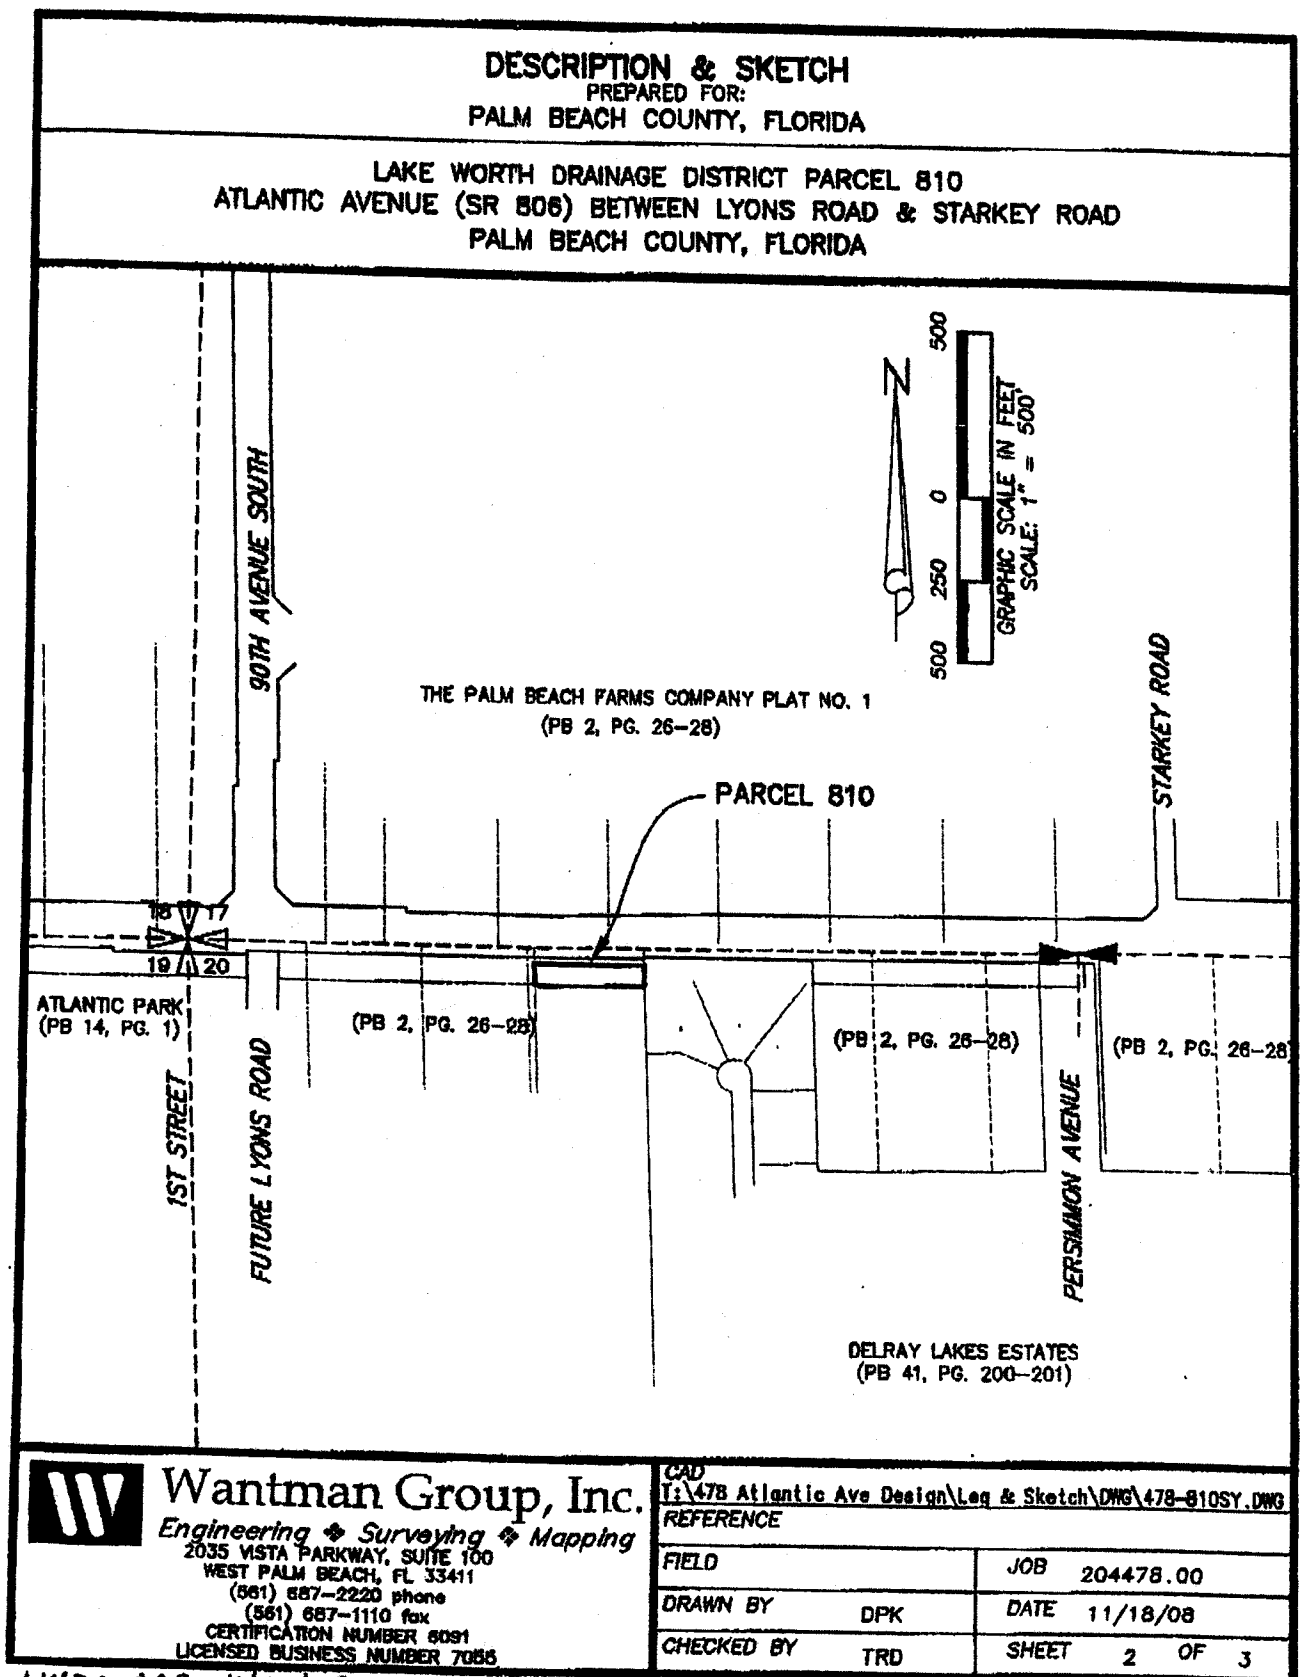 DESCRIPTION & SKETCH
PREPARED FOR:
PALM BEACH COUNTY, FLORIDA
LAKE WORTH DRAINAGE DISTRICT PARCEL 810
ATLANTIC AVENUE (SR 806) BETWEEN LYONS ROAD & STARKEY ROAD
PALM BEACH COUNTY, FLORIDA
N
500
0
250
500
GRAPHIC SCALE IN FEET
SCALE: 1" = 500'
90TH AVENUE SOUTH
STARKEY ROAD
THE PALM BEACH FARMS COMPANY PLAT NO. 1
(PB 2, PG. 26-28)
PARCEL 810
18 17
19 20
ATLANTIC PARK
(PB 14, PG. 1)
(PB 2, PG. 26-28)
(PB 2, PG. 26-28)
(PB 2, PG. 26-28)
1ST STREET
FUTURE LYONS ROAD
PERSIMMON AVENUE
DELRAY LAKES ESTATES
(PB 41, PG. 200-201)
W
Wantman Group, Inc.
Engineering ❖ Surveying ❖ Mapping
2035 VISTA PARKWAY, SUITE 100
WEST PALM BEACH, FL 33411
(561) 687-2220 phone
(561) 687-1110 fax
CERTIFICATION NUMBER 6091
LICENSED BUSINESS NUMBER 7055
CAD
T:\478 Atlantic Ave Design\Leg & Sketch\DWG\478-810SY.DWG
REFERENCE
FIELD
JOB 204478.00
DRAWN BY DPK
DATE 11/18/08
CHECKED BY TRD
SHEET 2 OF 3